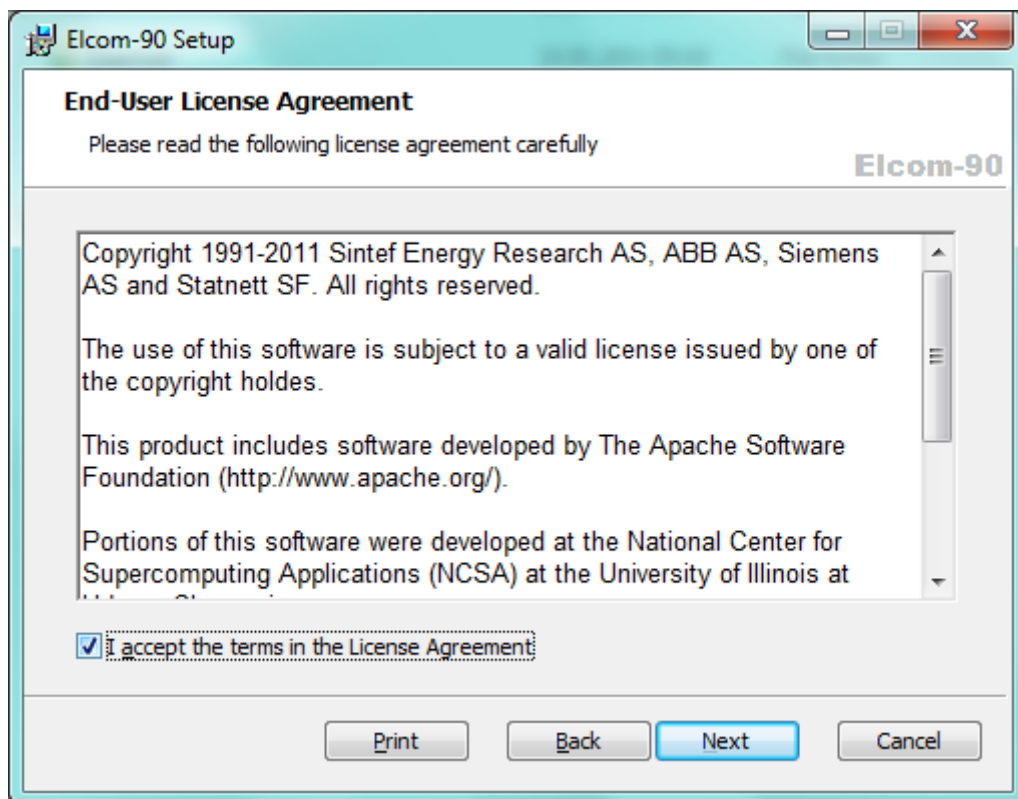 Elcom-90 Setup
End-User License Agreement
Please read the following license agreement carefully
Elcom-90
Copyright 1991-2011 Sintef Energy Research AS, ABB AS, Siemens
AS and Statnett SF. All rights reserved.
The use of this software is subject to a valid license issued by one of
the copyright holdes.
This product includes software developed by The Apache Software
Foundation (http://www.apache.org/).
Portions of this software were developed at the National Center for
Supercomputing Applications (NCSA) at the University of Illinois at
I accept the terms in the License Agreement
Print Back Next Cancel